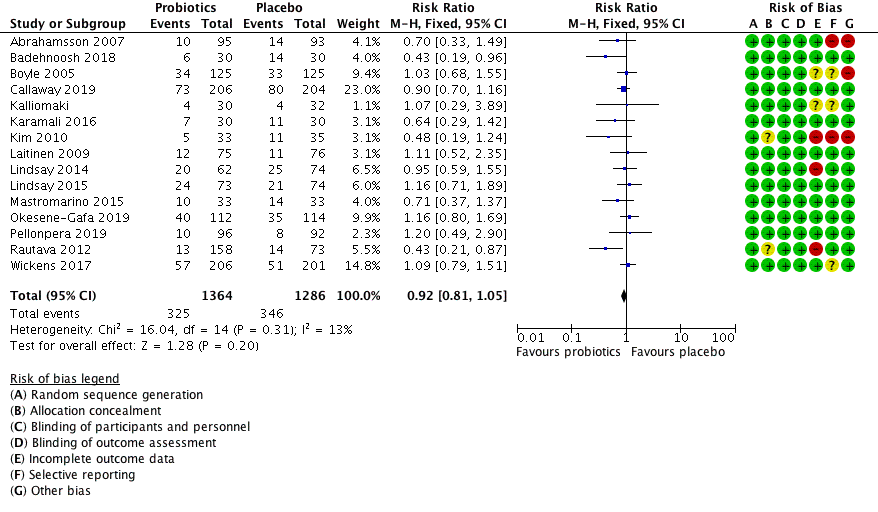 Probiotics Placebo Risk Ratio Risk Ratio Risk of Bias
Study or Subgroup Events Total Events Total Weight M-H, Fixed, 95% CI M-H, Fixed, 95% CI A B C D E F G
Abrahamsson 2007 10 95 14 93 4.1% 0.70 [0.33, 1.49] + + + + + - -
Badehnoosh 2018 6 30 14 30 4.1% 0.43 [0.19, 0.96] + + + + + + +
Boyle 2005 34 125 33 125 9.4% 1.03 [0.68, 1.55] + + + + ? ? -
Callaway 2019 73 206 80 204 23.0% 0.90 [0.70, 1.16] + + + + + + +
Kalliomaki 4 30 4 32 1.1% 1.07 [0.29, 3.89] + + + + ? ? +
Karamali 2016 7 30 11 30 3.1% 0.64 [0.29, 1.42] + + + + + + +
Kim 2010 5 33 11 35 3.1% 0.48 [0.19, 1.24] + ? + + - - -
Laitinen 2009 12 75 11 76 3.1% 1.11 [0.52, 2.35] + + + + + + +
Lindsay 2014 20 62 25 74 6.5% 0.95 [0.59, 1.55] + + + + - + +
Lindsay 2015 24 73 21 74 6.0% 1.16 [0.71, 1.89] + + + + + + +
Mastromarino 2015 10 33 14 33 4.0% 0.71 [0.37, 1.37] + + + + + + +
Okesene-Gafa 2019 40 112 35 114 9.9% 1.16 [0.80, 1.69] + + + + + + +
Pellonpera 2019 10 96 8 92 2.3% 1.20 [0.49, 2.90] + + + + + + +
Rautava 2012 13 158 14 73 5.5% 0.43 [0.21, 0.87] + ? + + - + +
Wickens 2017 57 206 51 201 14.8% 1.09 [0.79, 1.51] + + + + + ? +
Total (95% CI) 1364 1286 100.0% 0.92 [0.81, 1.05]
Total events 325 346
Heterogeneity: Chi² = 16.04, df = 14 (P = 0.31); I² = 13%
Test for overall effect: Z = 1.28 (P = 0.20)
0.01 0.1 1 10 100
Favours probiotics Favours placebo
Risk of bias legend
(A) Random sequence generation
(B) Allocation concealment
(C) Blinding of participants and personnel
(D) Blinding of outcome assessment
(E) Incomplete outcome data
(F) Selective reporting
(G) Other bias